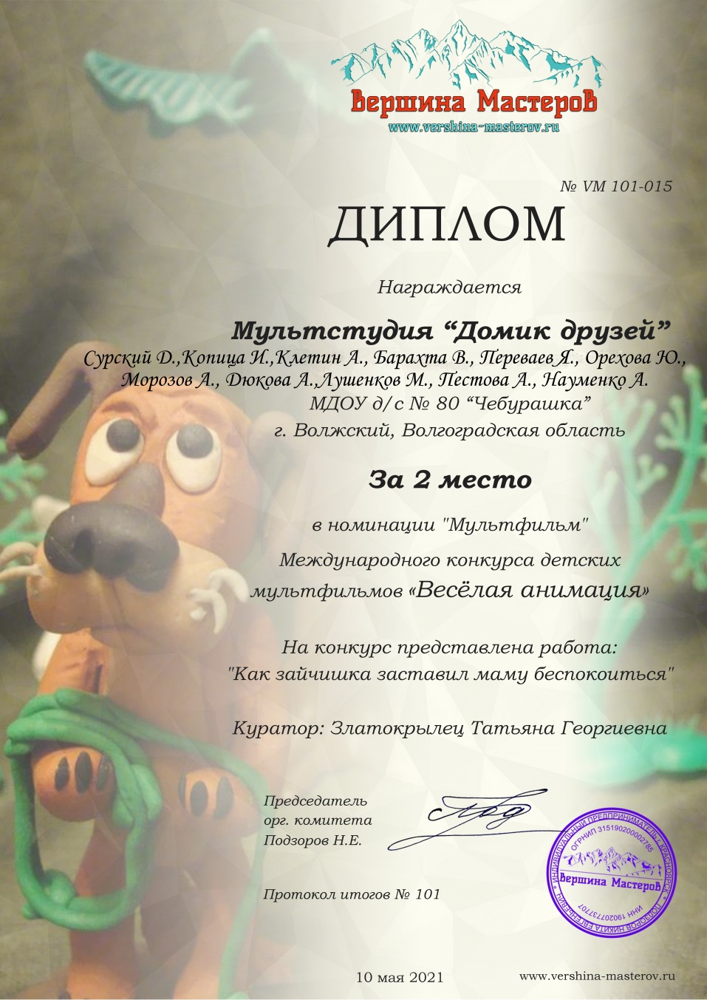 Вершина Мастеров
www.vershina-masterov.ru
№ VM 101-015
ДИПЛОМ
Награждается
Мультстудия “Домик друзей”
Сурский D.,Копица И.,Клетин А., Барахта В., Переваев Я., Орехова Ю.,
Морозов А., Дюкова А.,Лушенков М., Пестова А., Науменко А.
МДОУ д/с № 80 “Чебурашка”
г. Волжский, Волгоградская область
За 2 место
в номинации "Мультфильм"
Международного конкурса детских
мультфильмов «Весёлая анимация»
На конкурс представлена работа:
"Как зайчишка заставил маму беспокоиться"
Куратор: Златокрылец Татьяна Георгиевна
Председатель
орг. комитета
Подзоров Н.Е.
ИНДИВИДУАЛЬНЫЙ ПРЕДПРИНИМАТЕЛЬ г.КРАСНОЯРСК * ПОДЗОРОВ НИКИТА ЕВГЕНЬЕВИЧ *
ОГРНИП 315190200002785
Вершина Мастеров
ИНН 190207737707
Протокол итогов № 101
10 мая 2021
www.vershina-masterov.ru